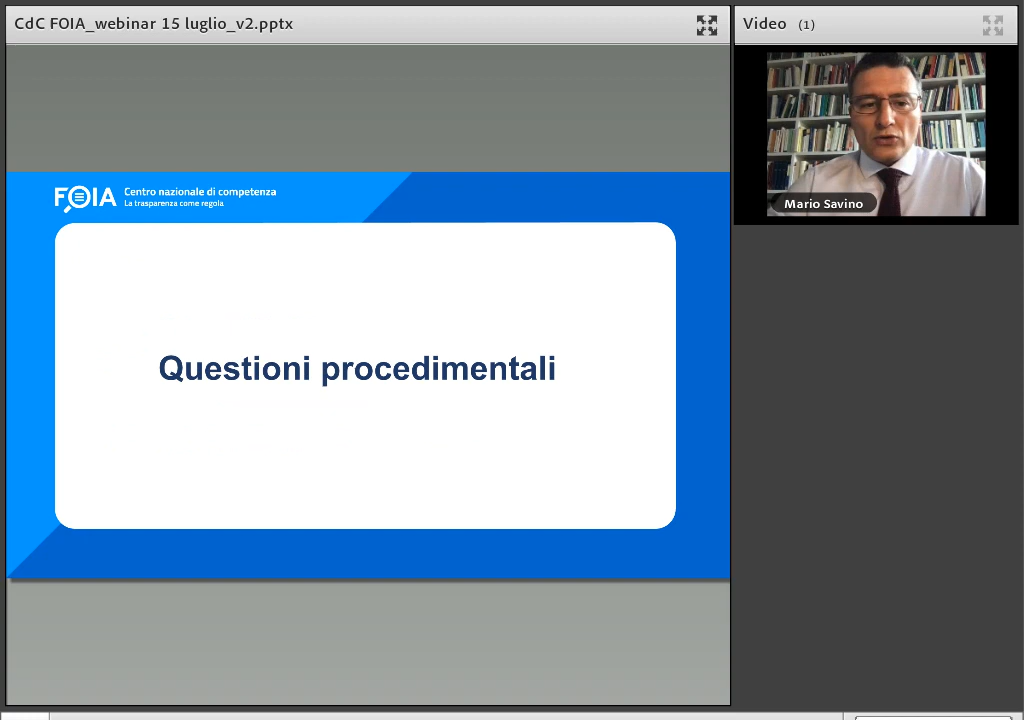 CdC FOIA_webinar 15 luglio_v2.pptx
Video (1)
FOIA
Centro nazionale di competenza
La trasparenza come regola
Mario Savino
Questioni procedimentali